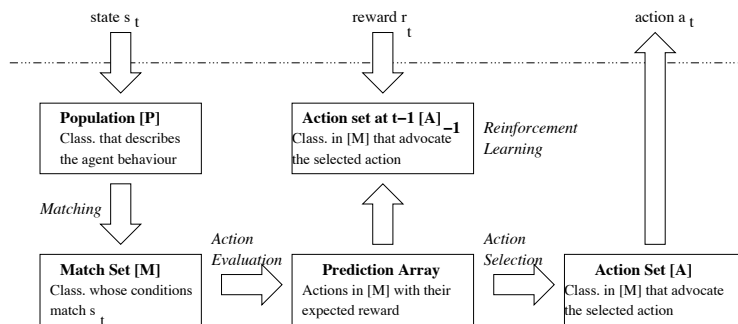 state s t
reward r t
action a t
Population [P]
Class. that describes
the agent behaviour
Action set at t−1 [A] −1
Class. in [M] that advocate
the selected action
Reinforcement
Learning
Matching
Action
Evaluation
Action
Selection
Match Set [M]
Class. whose conditions
match s t
Prediction Array
Actions in [M] with their
expected reward
Action Set [A]
Class. in [M] that advocate
the selected action